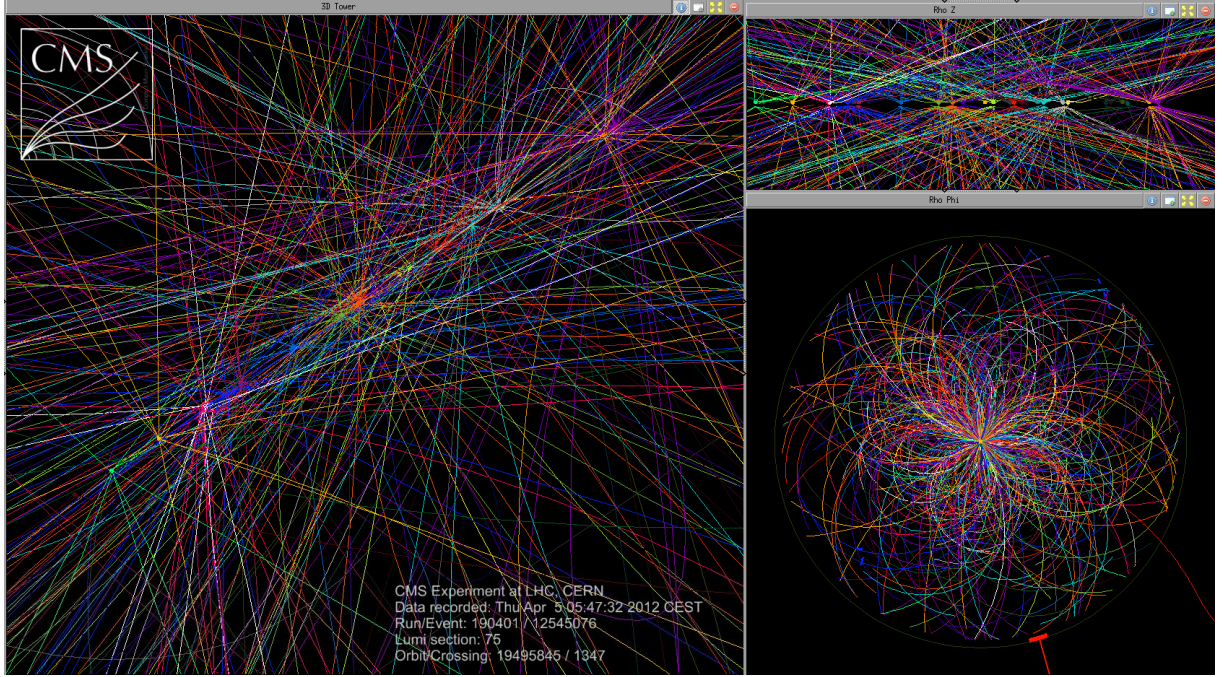 3D Tower
Rho Z
CMS
Rho Phi
CMS Experiment at LHC, CERN
Data recorded: Thu Apr  5 05:47:32 2012 CEST
Run/Event: 190401 / 12545076
Lumi section: 75
Orbit/Crossing: 19495845 / 1347